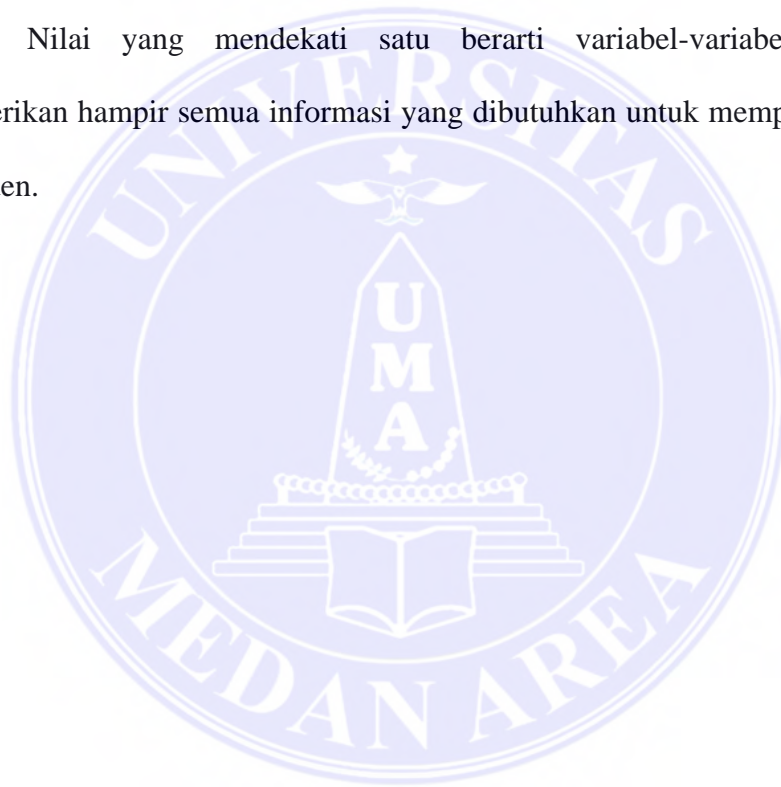 Nilai yang mendekati satu berarti variabel-variabe
erikan hampir semua informasi yang dibutuhkan untuk memp
en.
UNIVERSITAS
UMA
MEDAN AREA